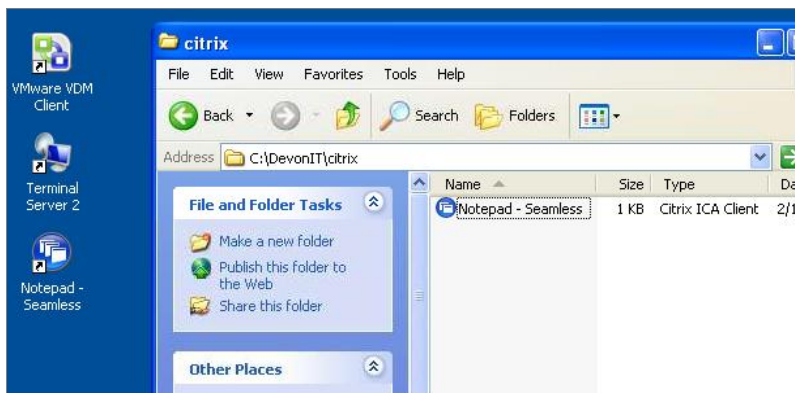 VMware VDM
Client
Terminal
Server 2
Notepad -
Seamless
citrix
File Edit View Favorites Tools Help
Back Search Folders
Address C:\DevonIT\citrix
File and Folder Tasks
Make a new folder
Publish this folder to
the Web
Share this folder
Other Places
Name Size Type
Notepad - Seamless 1 KB Citrix ICA Client